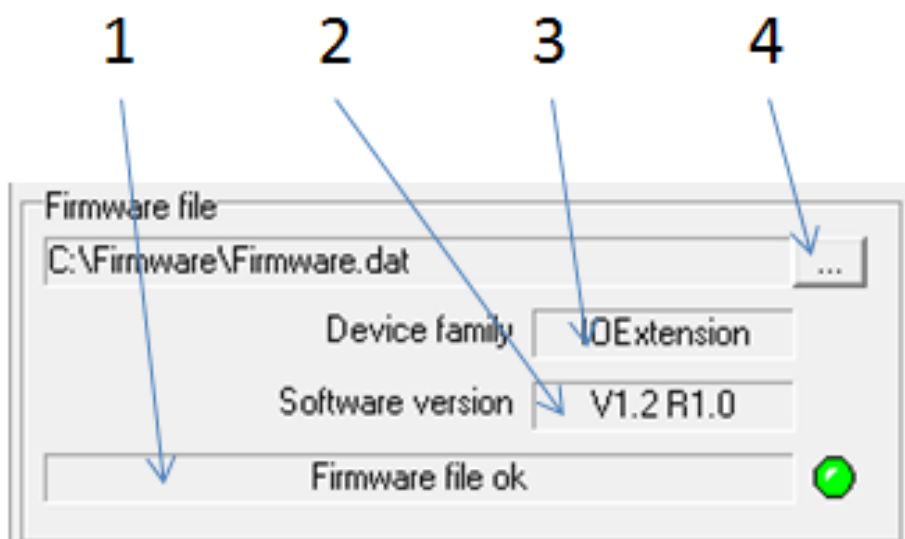 1 2 3 4
Firmware file
C:\Firmware\Firmware.dat ...
Device family IOExtension
Software version V1.2 R1.0
Firmware file ok